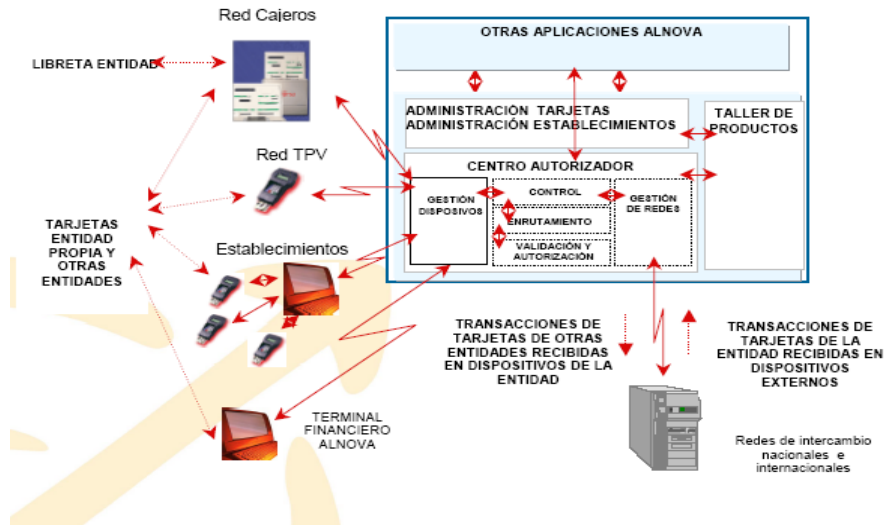 Red Cajeros
LIBRETA ENTIDAD
OTRAS APLICACIONES ALNOVA
ADMINISTRACIÓN TARJETAS
ADMINISTRACIÓN ESTABLECIMIENTOS
TALLER DE
PRODUCTOS
Red TPV
CENTRO AUTORIZADOR
GESTIÓN
DISPOSIVOS
CONTROL
ENRUTAMIENTO
VALIDACIÓN Y
AUTORIZACIÓN
GESTIÓN
DE REDES
TARJETAS
ENTIDAD
PROPIA Y
OTRAS
ENTIDADES
Establecimientos
TRANSACCIONES DE
TARJETAS DE OTRAS
ENTIDADES RECIBIDAS
EN DISPOSITIVOS DE LA
ENTIDAD
TRANSACCIONES DE
TARJETAS DE LA
ENTIDAD RECIBIDAS EN
DISPOSITIVOS
EXTERNOS
TERMINAL
FINANCIERO
ALNOVA
Redes de intercambio
nacionales e
internacionales